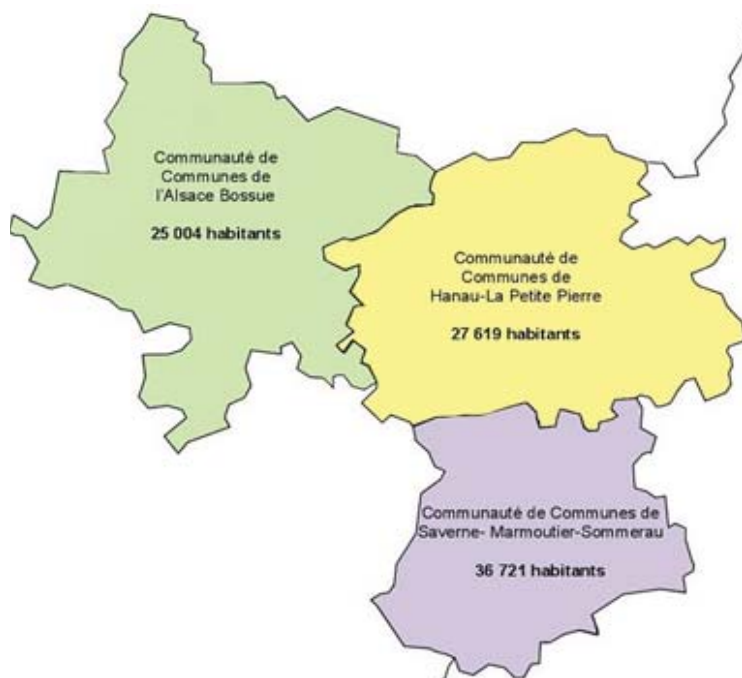 Communauté de
Communes de
l'Alsace Bossue
25 004 habitants
Communauté de
Communes de
Hanau-La Petite Pierre
27 619 habitants
Communauté de Communes de
Saverne- Marmoutier-Sommerau
36 721 habitants